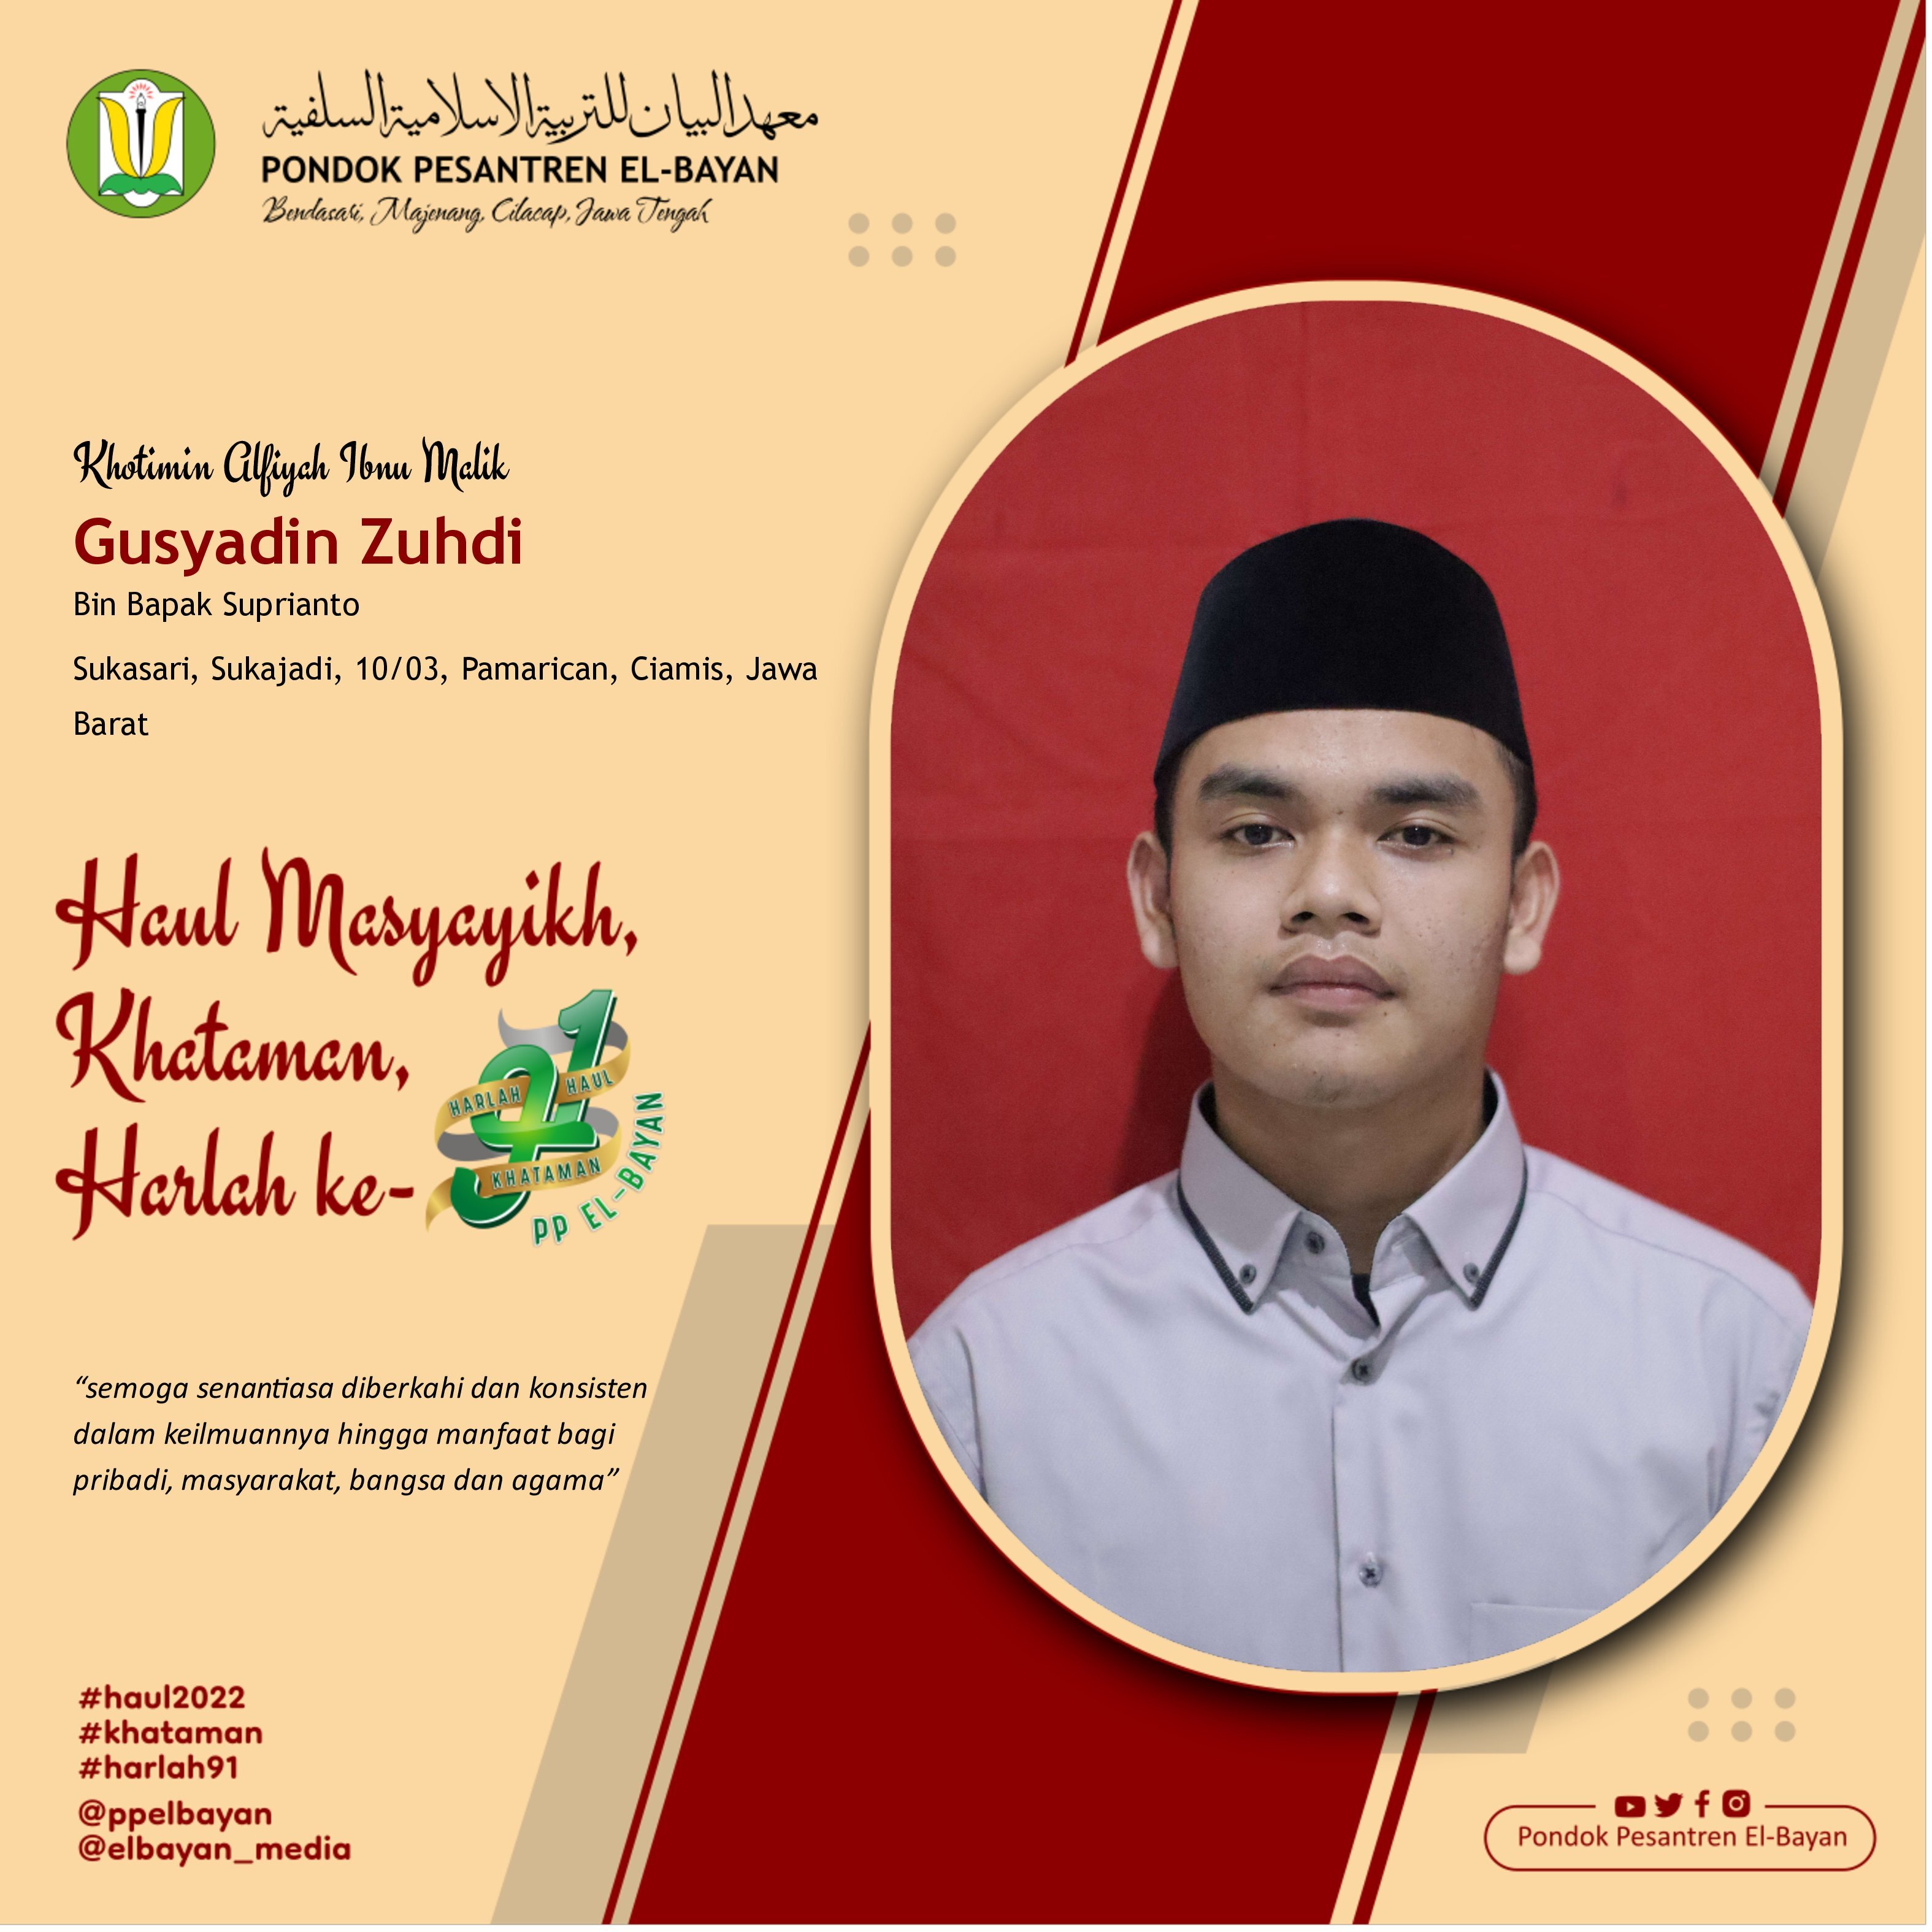 معهد البيان للتربية الاسلامية السلفية
PONDOK PESANTREN EL-BAYAN
Bendasari, Majenang, Cilacap, Jawa Tengah
Khotimin Alfiyah Ibnu Malik
Gusyadin Zuhdi
Bin Bapak Suprianto
Sukasari, Sukajadi, 10/03, Pamarican, Ciamis, Jawa
Barat
Haul Masyayikh,
Khataman,
Harlah ke-
91
HARLAH HAUL
KHATAMAN
PP EL-BAYAN
“semoga senantiasa diberkahi dan konsisten
dalam keilmuannya hingga manfaat bagi
pribadi, masyarakat, bangsa dan agama”
#haul2022
#khataman
#harlah91
@ppelbayan
@elbayan_media
Pondok Pesantren El-Bayan